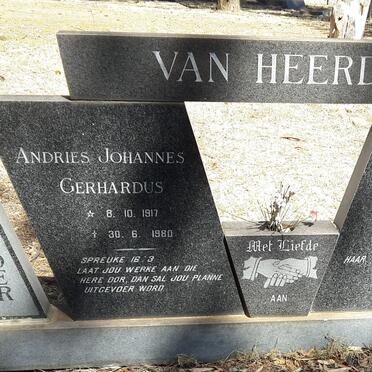 VAN HEERD
ANDRIES JOHANNES
GERHARDUS
* 8. 10. 1917
† 30. 6. 1980
SPREUKE 16:3
LAAT JOU WERKE AAN DIE
HERE OOR, DAN SAL JOU PLANNE
UITGEVOER WORD.
Met Liefde
AAN
HAAR
R